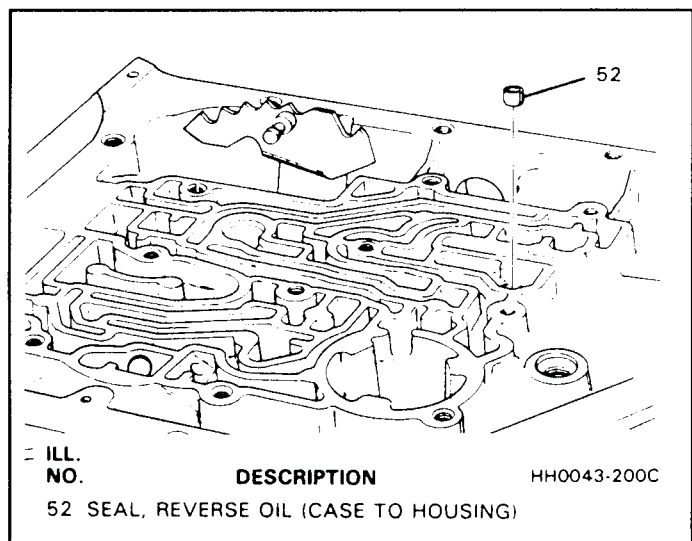 52
ILL.
NO. DESCRIPTION HH0043-200C
52 SEAL, REVERSE OIL (CASE TO HOUSING)